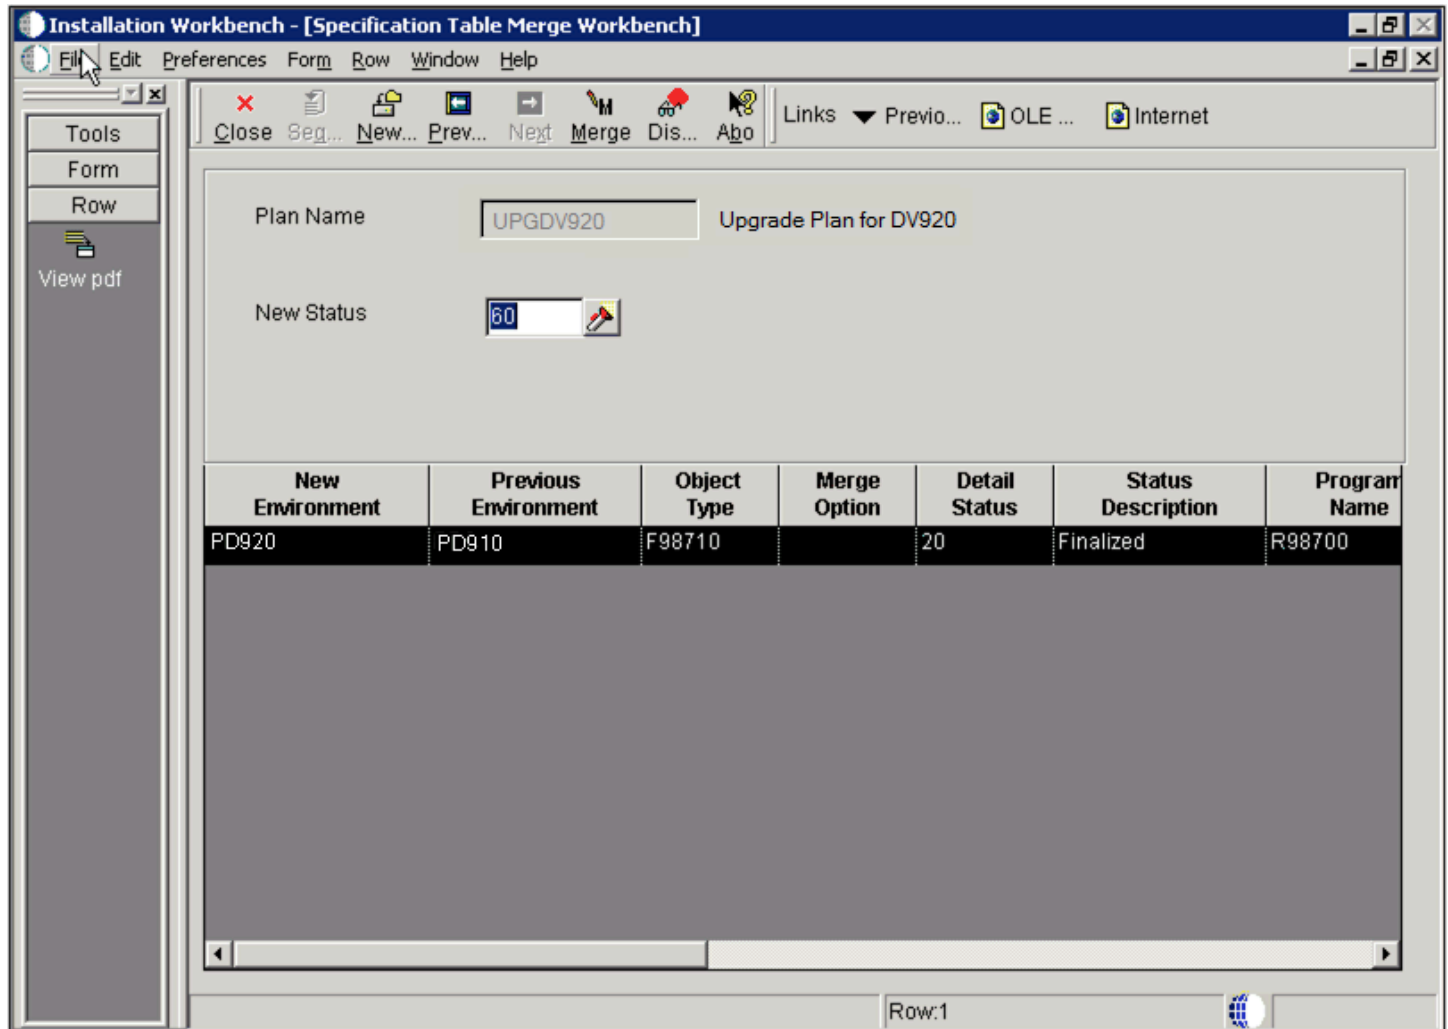 Installation Workbench - [Specification Table Merge Workbench]
File Edit Preferences Form Row Window Help
Close Seq... New... Prev... Next Merge Dis... Abo Links Previo... OLE ... Internet
Tools
Form
Row
View pdf
Plan Name UPGDV920 Upgrade Plan for DV920
New Status 60
New Environment Previous Environment Object Type Merge Option Detail Status Status Description Program Name
PD920 PD910 F98710 20 Finalized R98700
Row:1